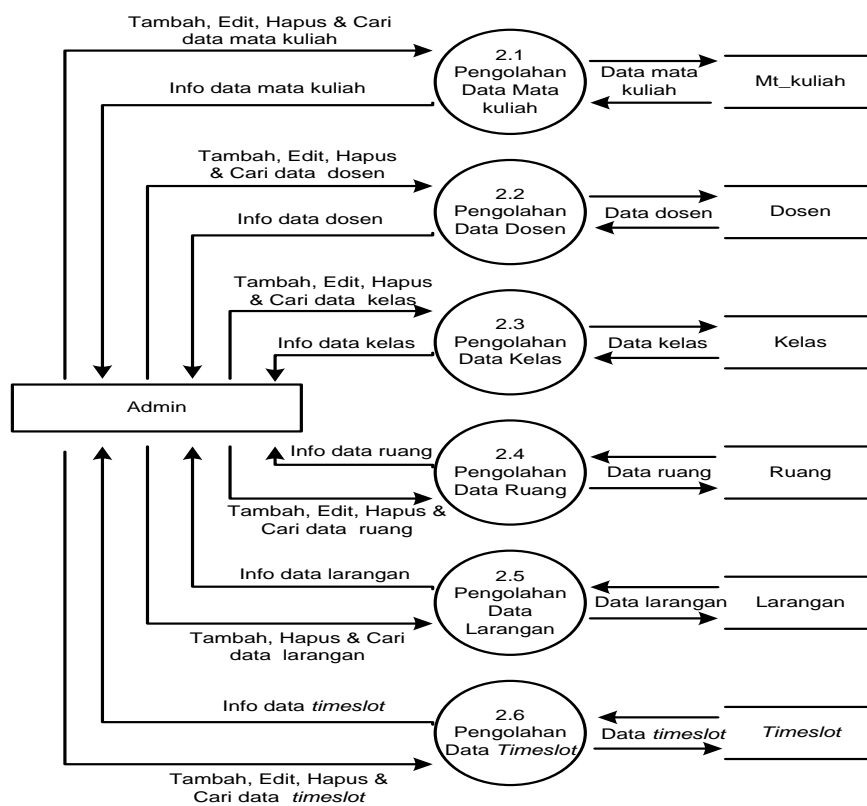 Tambah, Edit, Hapus & Cari
data mata kuliah
Info data mata kuliah
2.1
Pengolahan
Data Mata
kuliah
Data mata
kuliah
Mt_kuliah
Tambah, Edit, Hapus
& Cari data dosen
Info data dosen
2.2
Pengolahan
Data Dosen
Data dosen
Dosen
Tambah, Edit, Hapus
& Cari data kelas
Info data kelas
2.3
Pengolahan
Data Kelas
Data kelas
Kelas
Admin
Info data ruang
Tambah, Edit, Hapus &
Cari data ruang
2.4
Pengolahan
Data Ruang
Data ruang
Ruang
Info data larangan
Tambah, Hapus & Cari
data larangan
2.5
Pengolahan
Data
Larangan
Data larangan
Larangan
Info data timeslot
Tambah, Edit, Hapus &
Cari data timeslot
2.6
Pengolahan
Data Timeslot
Data timeslot
Timeslot